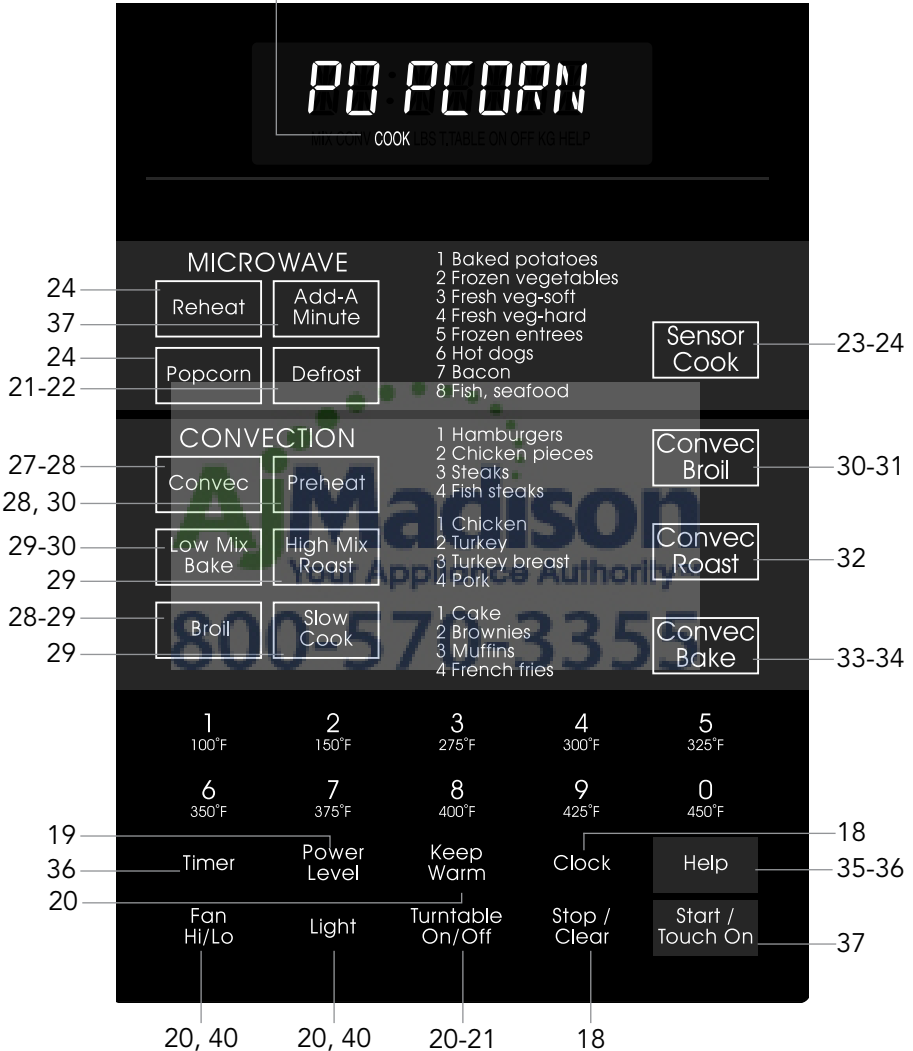 PO PCORN
MIX CONV COOK LBS T.TABLE ON OFF KG HELP
MICROWAVE
24
Reheat
37
Add-A
Minute
24
Popcorn
21-22
Defrost
1 Baked potatoes
2 Frozen vegetables
3 Fresh veg-soft
4 Fresh veg-hard
5 Frozen entrees
6 Hot dogs
7 Bacon
8 Fish, seafood
Sensor
Cook
23-24
CONVECTION
27-28
Convec
28, 30
Preheat
29-30
Low Mix
Bake
29
High Mix
Roast
28-29
Broil
29
Slow
Cook
1 Hamburgers
2 Chicken pieces
3 Steaks
4 Fish steaks
Convec
Broil
30-31
1 Chicken
2 Turkey
3 Turkey breast
4 Pork
Convec
Roast
32
1 Cake
2 Brownies
3 Muffins
4 French fries
Convec
Bake
33-34
AjMadison
Your Appliance Authority
800-570-3355
1 2 3 4 5
100°F 150°F 275°F 300°F 325°F
6 7 8 9 0
350°F 375°F 400°F 425°F 450°F
19
36
20
Timer
Power
Level
Keep
Warm
Clock
Help
18
35-36
Fan
Hi/Lo
Light
Turntable
On/Off
Stop /
Clear
Start /
Touch On
37
20, 40 20, 40 20-21 18